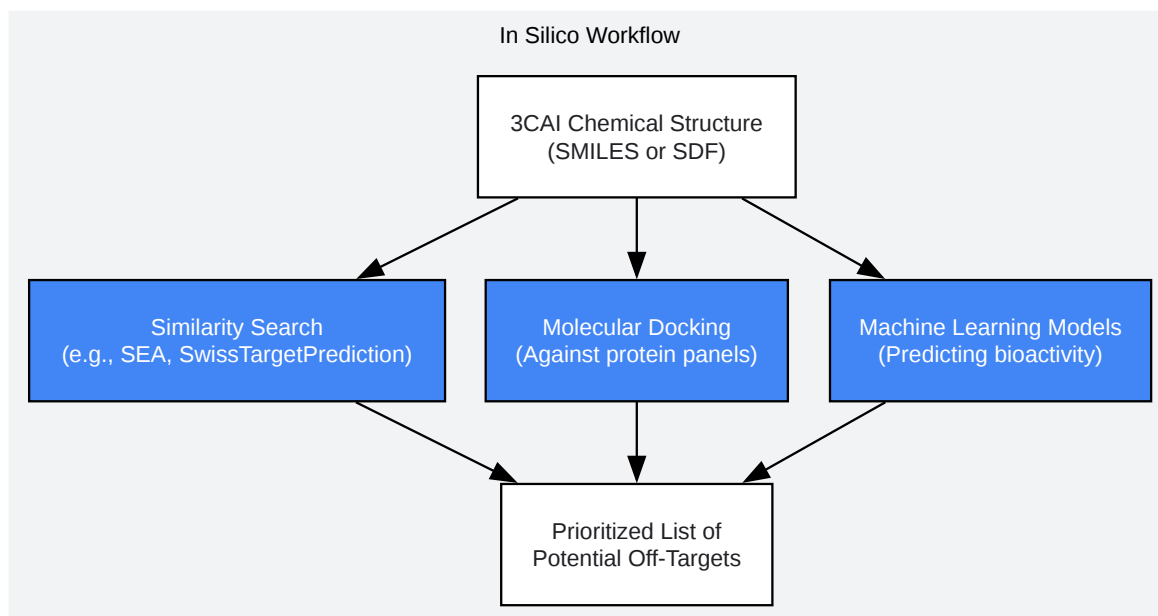 In Silico Workflow
3CAI Chemical Structure
(SMILES or SDF)
Similarity Search
(e.g., SEA, SwissTargetPrediction)
Molecular Docking
(Against protein panels)
Machine Learning Models
(Predicting bioactivity)
Prioritized List of
Potential Off-Targets